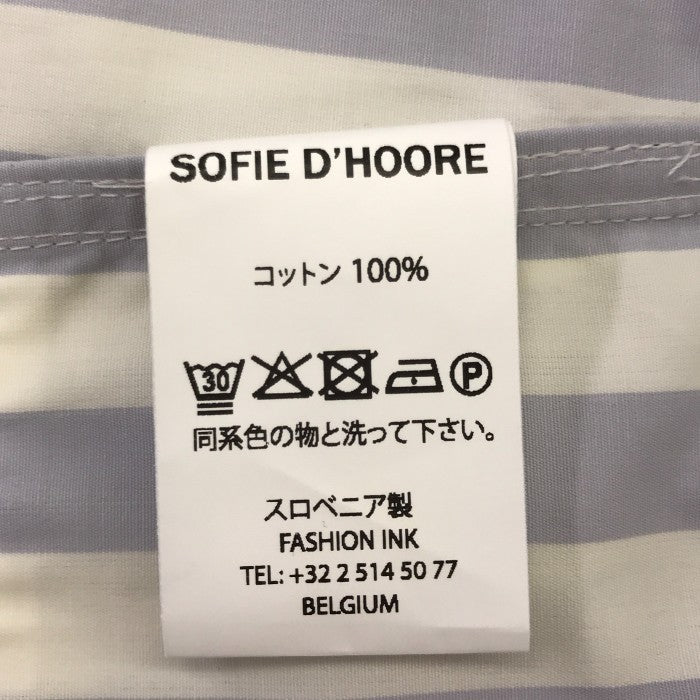 SOFIE D'HOORE
コットン 100%
30 P
同系色の物と洗って下さい。
スロベニア製
FASHION INK
TEL: +32 2 514 50 77
BELGIUM